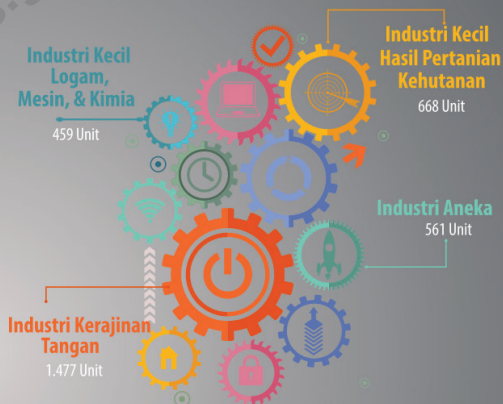 Industri Kecil
Logam,
Mesin, & Kimia
459 Unit
Industri Kecil
Hasil Pertanian
Kehutanan
668 Unit
Industri Aneka
561 Unit
Industri Kerajinan
Tangan
1.477 Unit